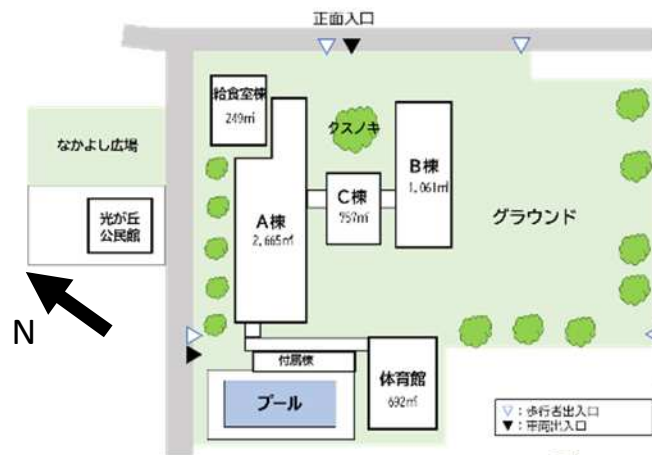 正面入口
給食室棟
249㎡
クスノキ
なかよし広場
B棟
1,061㎡
C棟
757㎡
A棟
2,665㎡
グラウンド
光が丘
公民館
N
付属棟
体育館
692㎡
プール
▽：歩行者出入口
▼：車両出入口